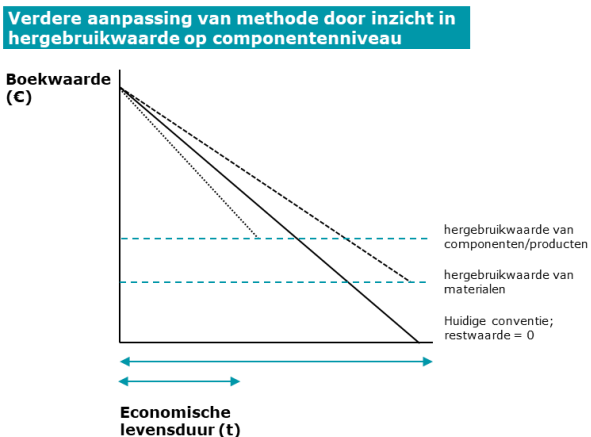 Verdere aanpassing van methode door inzicht in
hergebruikwaarde op componentenniveau
Boekwaarde
(€)
hergebruikwaarde van
componenten/producten
hergebruikwaarde van
materialen
Huidige conventie;
restwaarde = 0
Economische
levensduur (t)